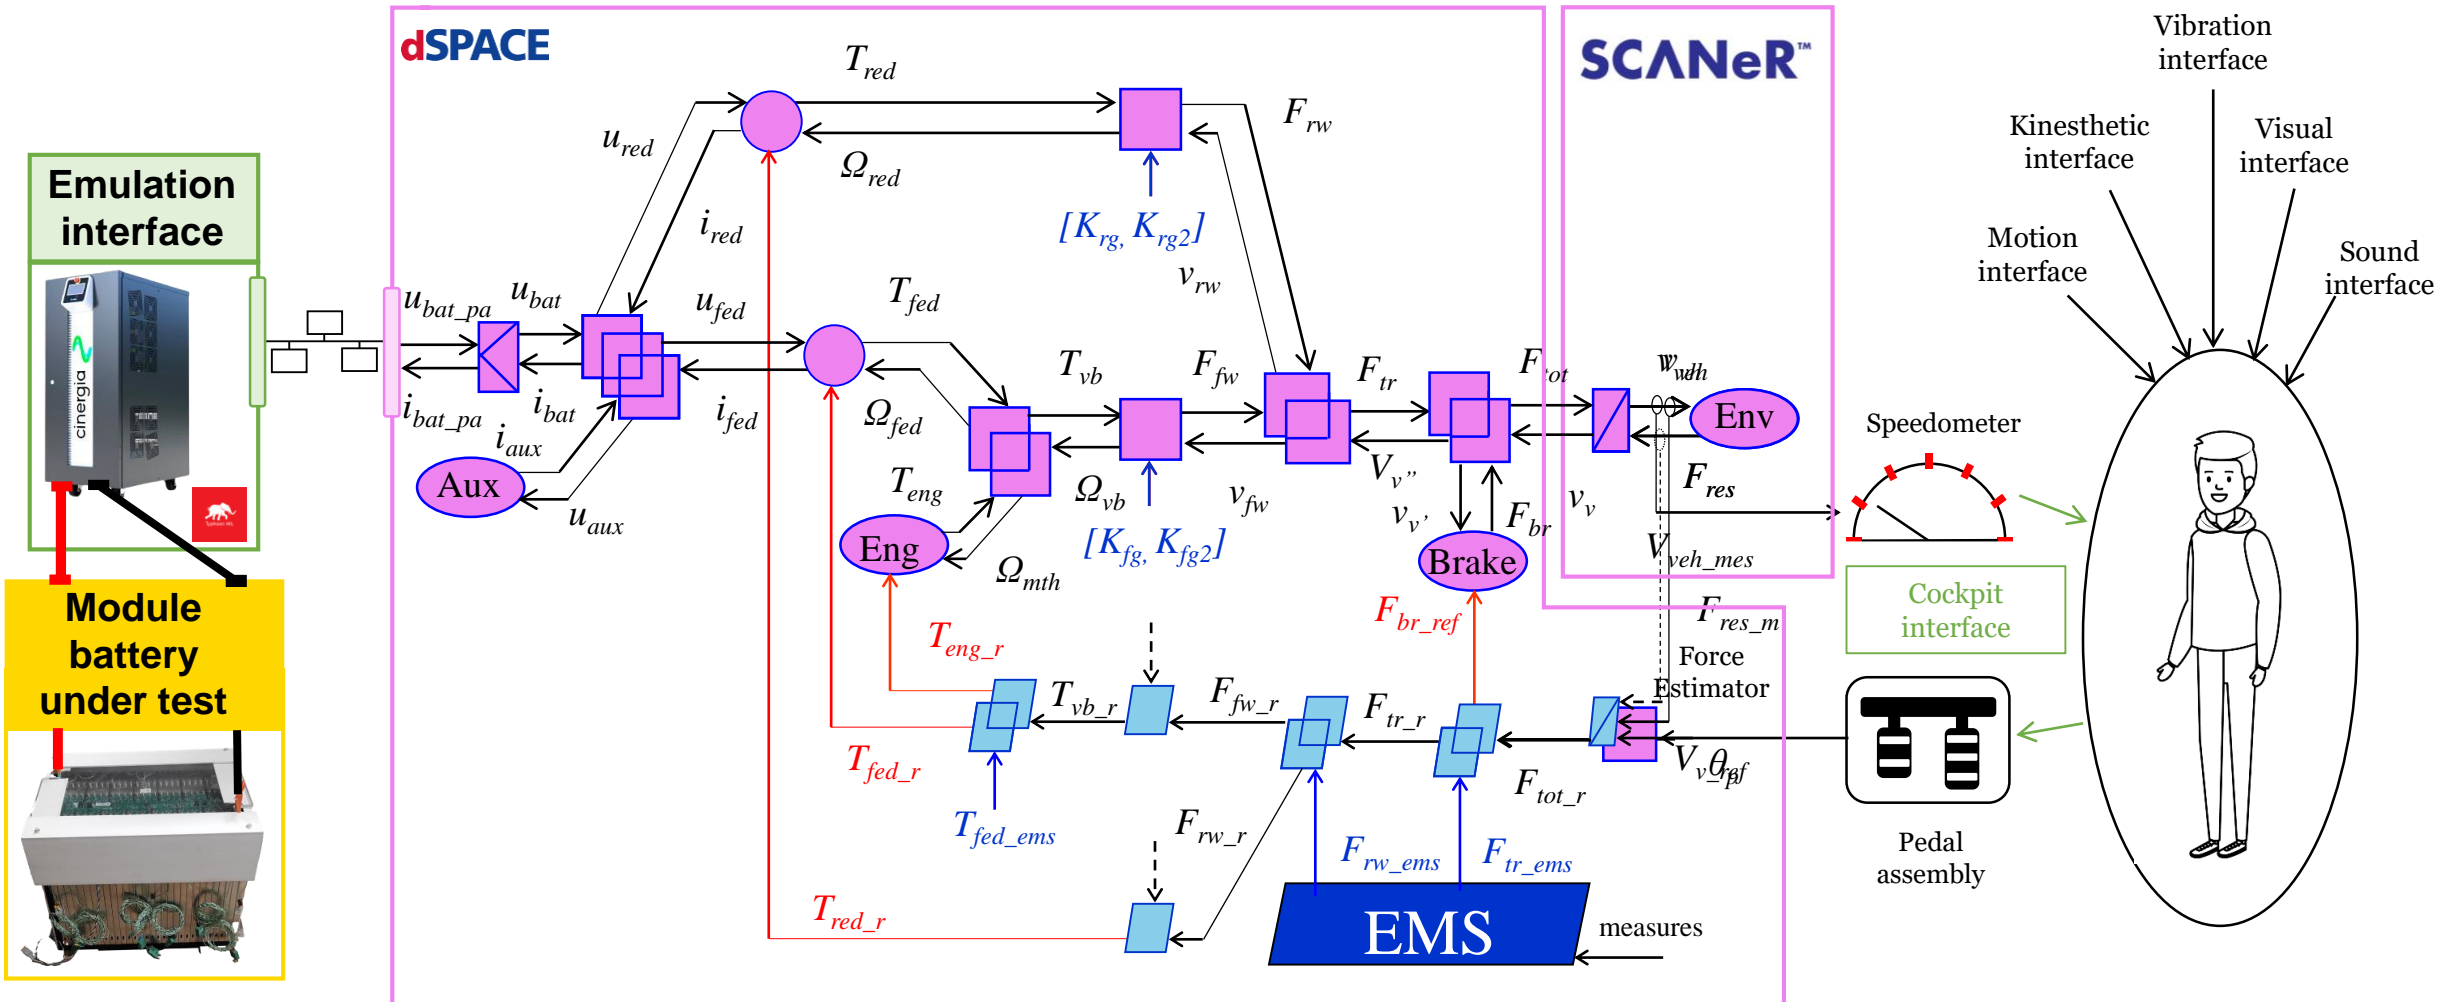 dSPACE
SCANeR™
Vibration
interface
Kinesthetic
interface
Visual
interface
Motion
interface
Sound
interface
Emulation
interface
cinergia
Module
battery
under test
T_red
u_red
Ω_red
i_red
F_rw
[K_rg, K_rg2]
v_rw
u_bat_pa
u_bat
u_fed
T_fed
i_bat_pa
i_bat
i_fed
Ω_fed
i_aux
Aux
u_aux
T_vb
F_fw
F_tr
F_tot
v_veh
Env
T_eng
Ω_vb
v_fw
V_v''
v_v'
F_br
v_v
F_res
Eng
Ω_mth
[K_fg, K_fg2]
Brake
V_veh_mes
Speedometer
Cockpit
interface
T_eng_r
F_br_ref
F_res_m
Force
Estimator
T_vb_r
F_fw_r
F_tr_r
F_tot_r
V_v_ref
T_fed_r
T_fed_ems
F_rw_r
F_rw_ems
F_tr_ems
T_red_r
EMS
measures
Pedal
assembly